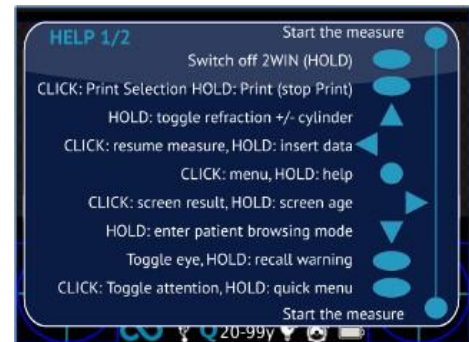 HELP 1/2
Start the measure
Switch off 2WIN (HOLD)
CLICK: Print Selection HOLD: Print (stop Print)
HOLD: toggle refraction +/- cylinder
CLICK: resume measure, HOLD: insert data
CLICK: menu, HOLD: help
CLICK: screen result, HOLD: screen age
HOLD: enter patient browsing mode
Toggle eye, HOLD: recall warning
CLICK: Toggle attention, HOLD: quick menu
Start the measure
20-99y